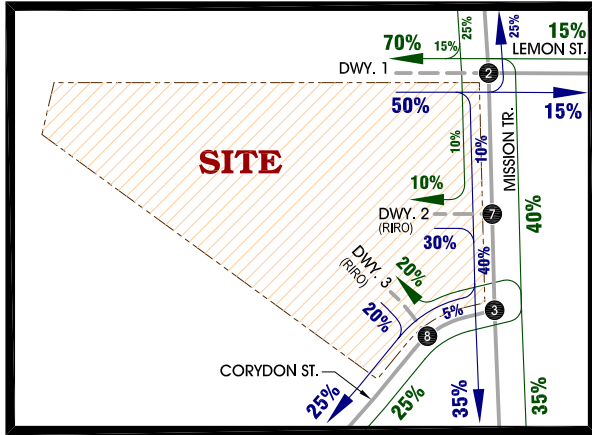 25%
25%
15%
LEMON ST.
70%
15%
DWY. 1
2
50%
15%
10%
10%
MISSION TR.
SITE
10%
DWY. 2
(RIRO)
7
40%
30%
DWY. 3
(RIRO)
20%
40%
20%
5%
3
8
CORYDON ST.
25%
25%
35%
35%